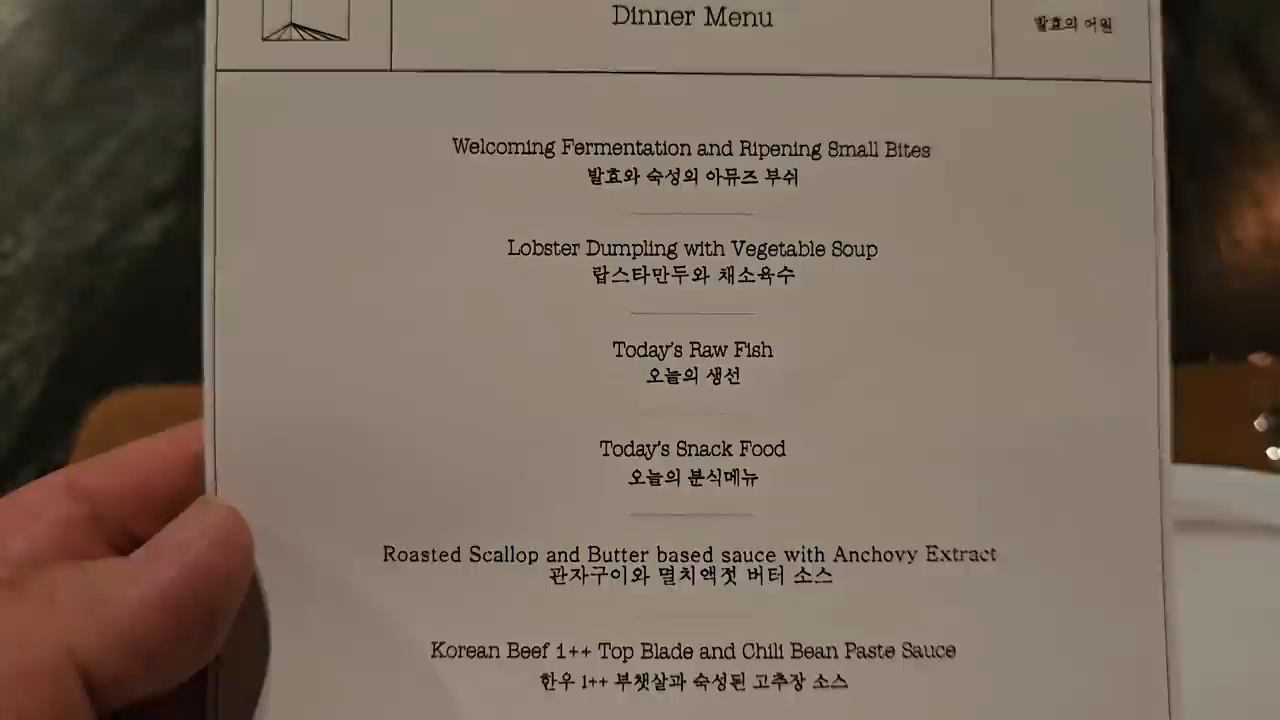 Dinner Menu
발효의 어원
Welcoming Fermentation and Ripening Small Bites
발효와 숙성의 아뮤즈 부쉬
Lobster Dumpling with Vegetable Soup
랍스타만두와 채소육수
Today's Raw Fish
오늘의 생선
Today's Snack Food
오늘의 분식메뉴
Roasted Scallop and Butter based sauce with Anchovy Extract
관자구이와 멸치액젓 버터 소스
Korean Beef 1++ Top Blade and Chili Bean Paste Sauce
한우 1++ 부챗살과 숙성된 고추장 소스